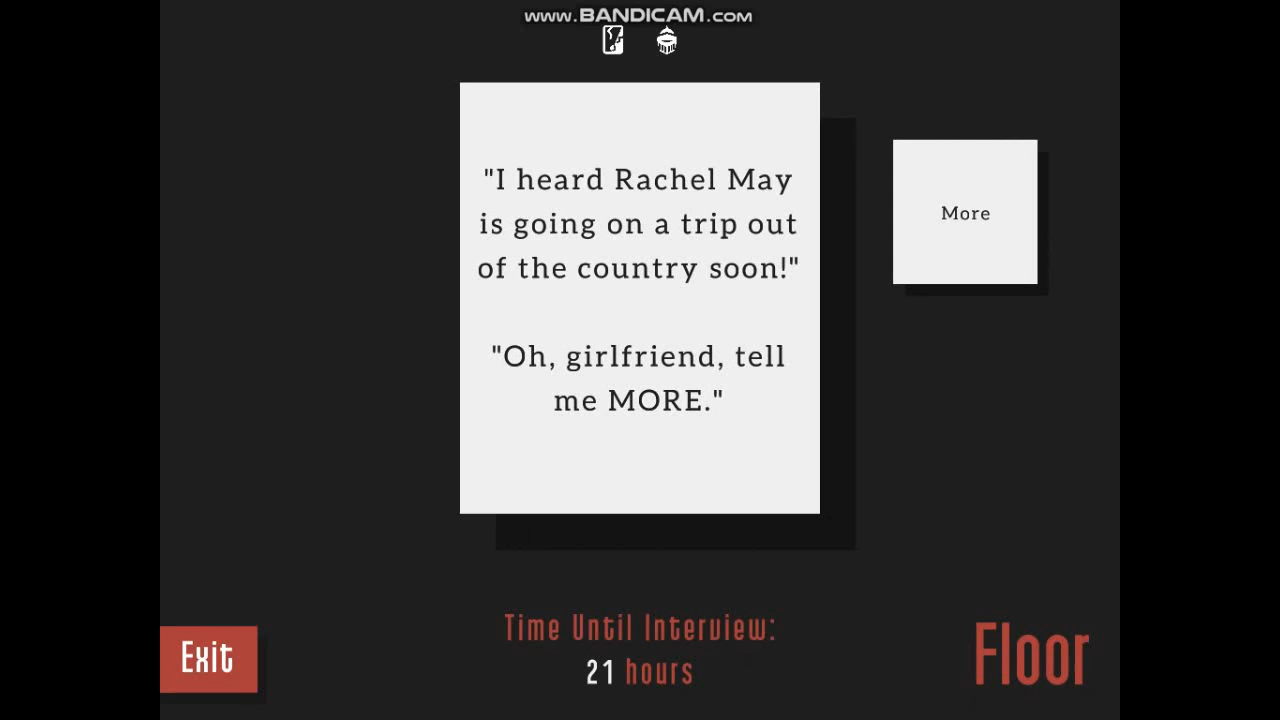 www.BANDICAM.com
"I heard Rachel May
is going on a trip out
of the country soon!"
"Oh, girlfriend, tell
me MORE."
More
Time Until Interview:
21 hours
Exit
Floor